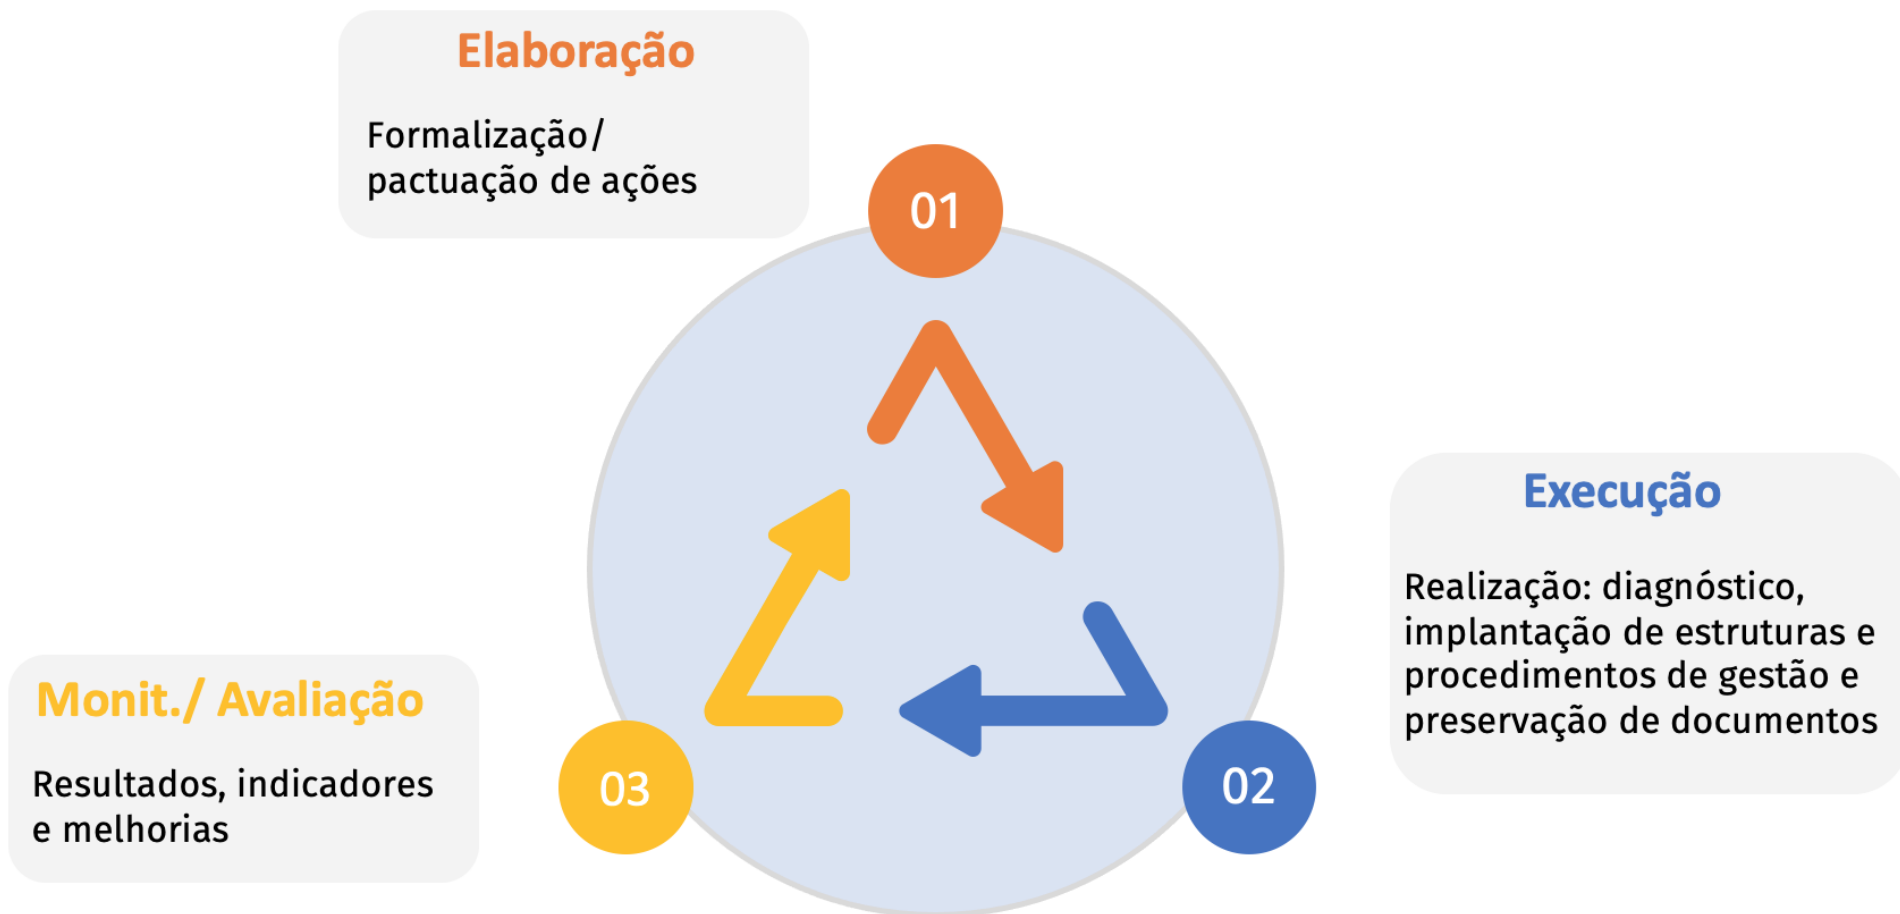 Elaboração
Formalização/
pactuação de ações
01
Execução
Realização: diagnóstico,
implantação de estruturas e
procedimentos de gestão e
preservação de documentos
02
Monit./ Avaliação
Resultados, indicadores
e melhorias
03